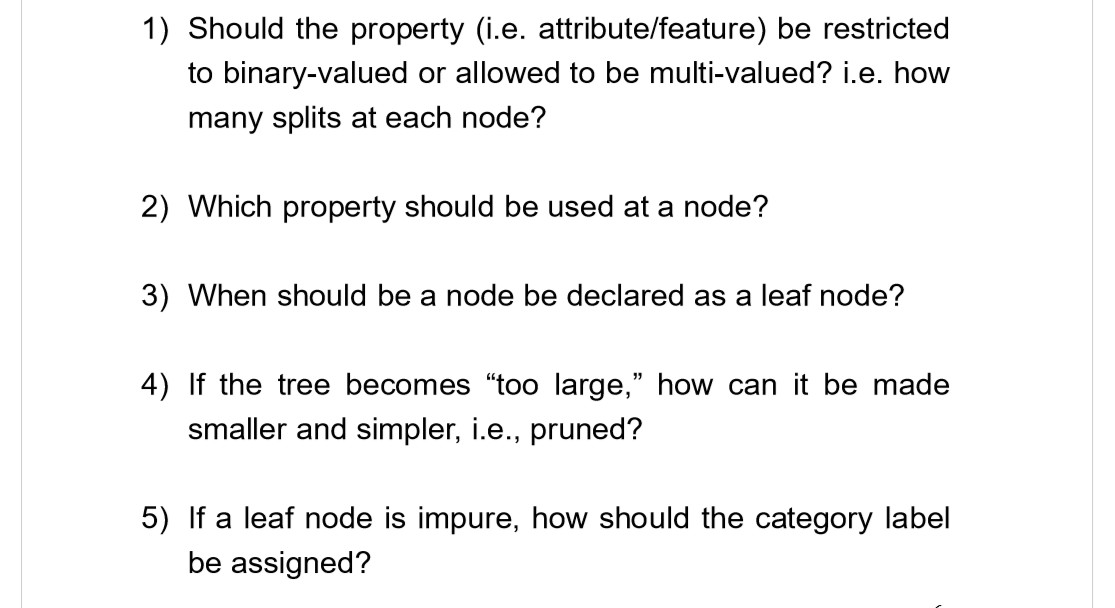 1) Should the property (i.e. attribute/feature) be restricted
to binary-valued or allowed to be multi-valued? i.e. how
many splits at each node?
2) Which property should be used at a node?
3) When should be a node be declared as a leaf node?
4) If the tree becomes “too large,” how can it be made
smaller and simpler, i.e., pruned?
5) If a leaf node is impure, how should the category label
be assigned?